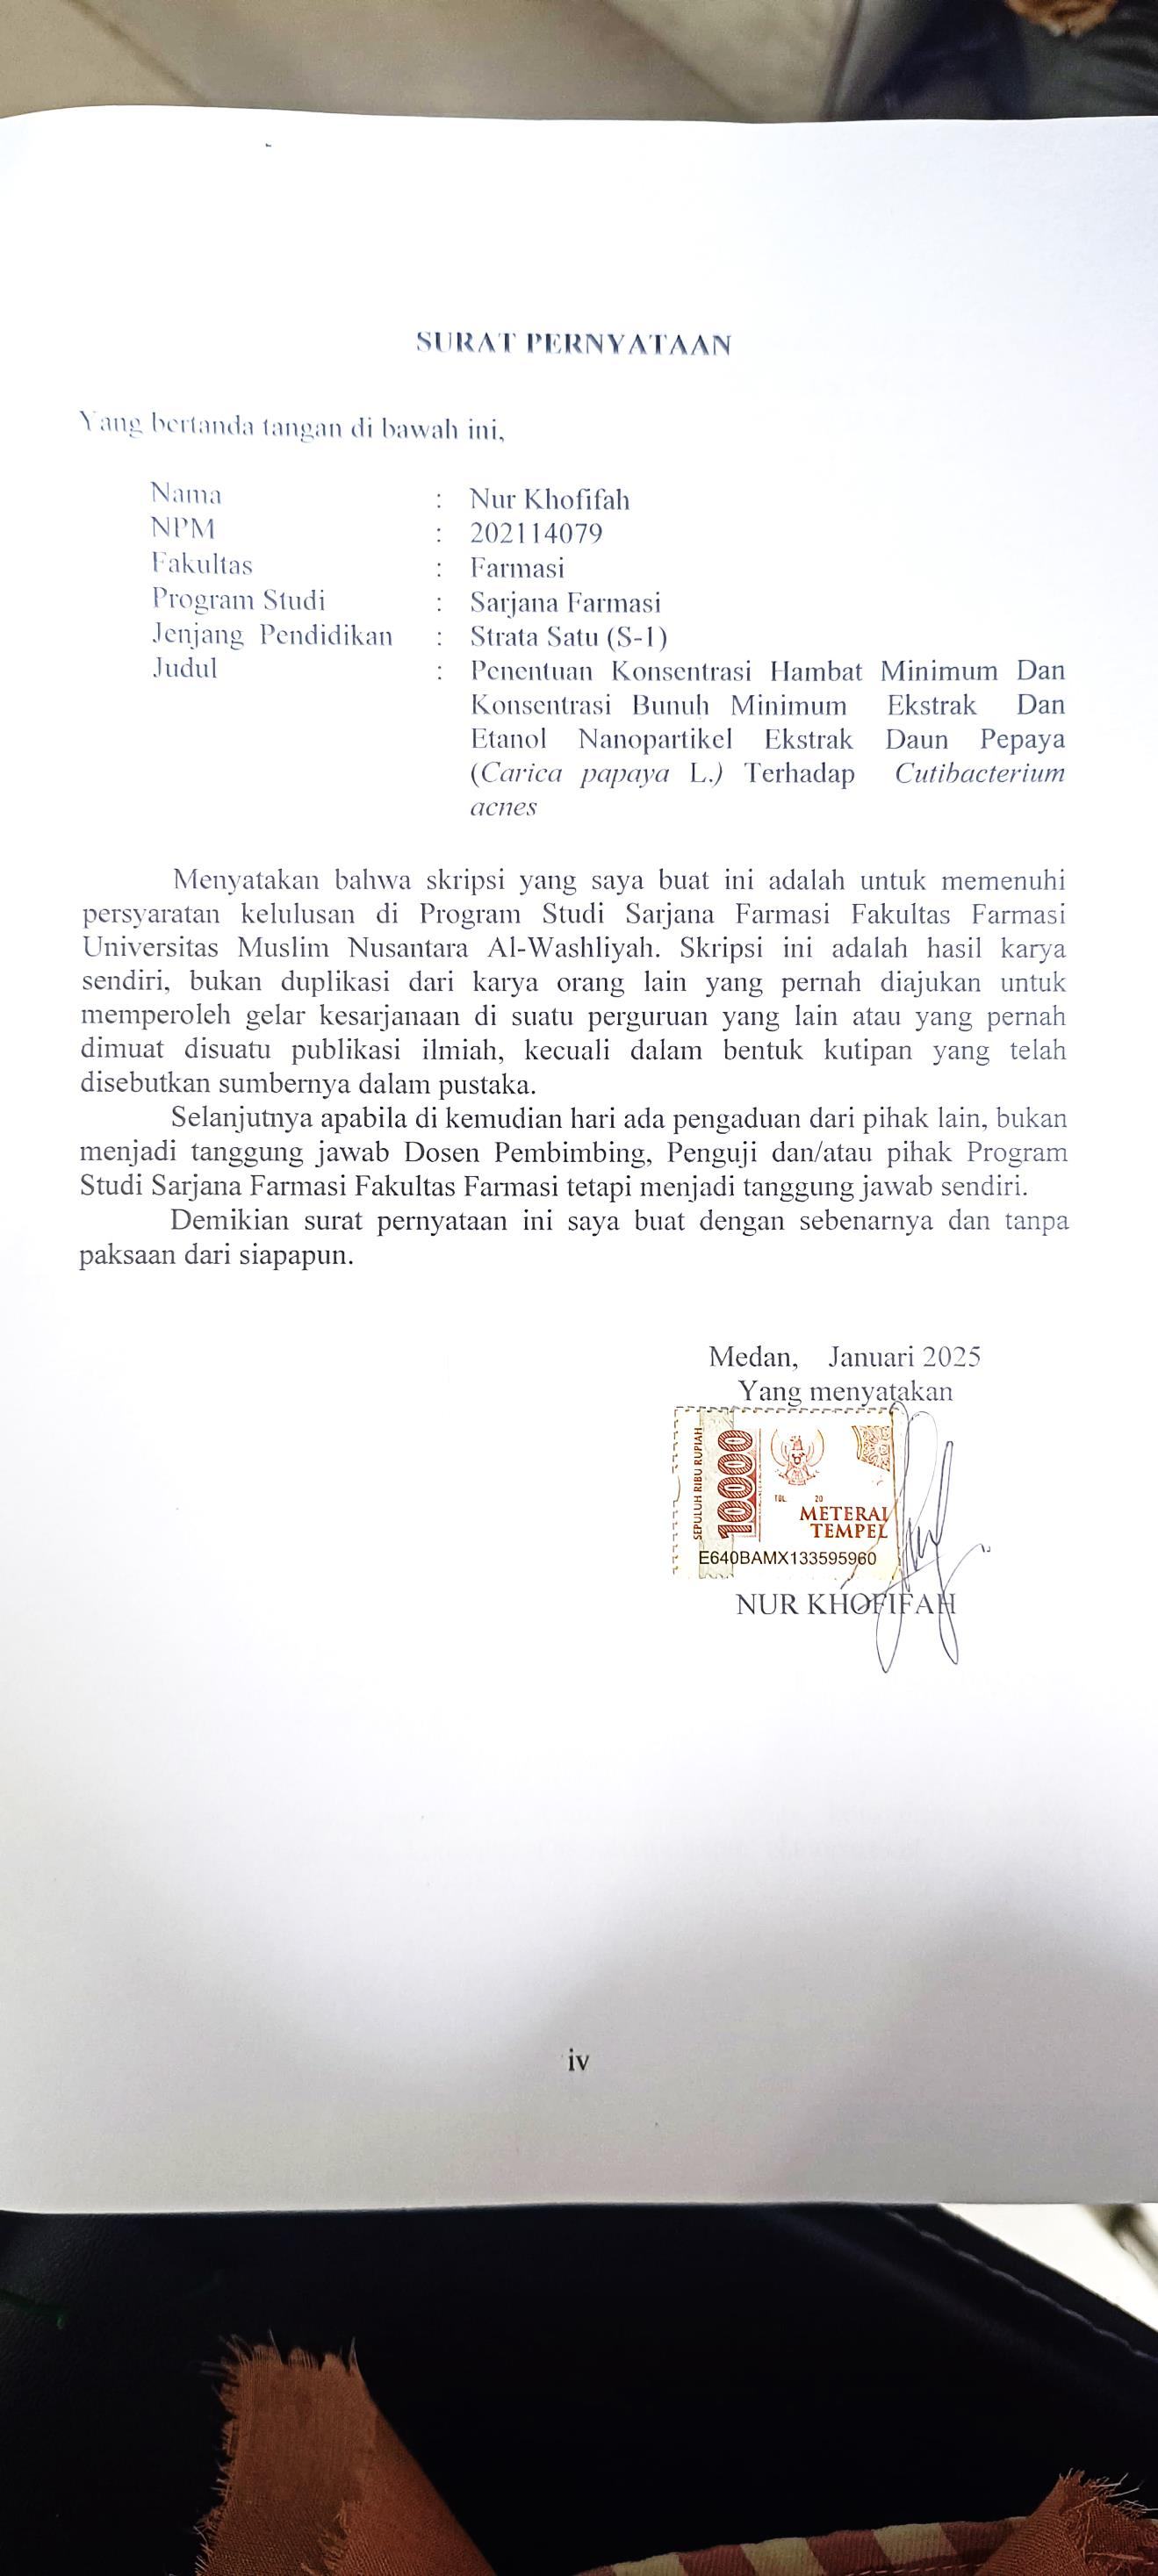 SURAT PERNYATAAN
Yang bertanda tangan di bawah ini,
Nama : Nur Khofifah
NPM : 202114079
Fakultas : Farmasi
Program Studi : Sarjana Farmasi
Jenjang Pendidikan : Strata Satu (S-1)
Judul : Penentuan Konsentrasi Hambat Minimum Dan
Konsentrasi Bunuh Minimum Ekstrak Dan
Etanol Nanopartikel Ekstrak Daun Pepaya
(Carica papaya L.) Terhadap Cutibacterium
acnes
Menyatakan bahwa skripsi yang saya buat ini adalah untuk memenuhi
persyaratan kelulusan di Program Studi Sarjana Farmasi Fakultas Farmasi
Universitas Muslim Nusantara Al-Washliyah. Skripsi ini adalah hasil karya
sendiri, bukan duplikasi dari karya orang lain yang pernah diajukan untuk
memperoleh gelar kesarjanaan di suatu perguruan yang lain atau yang pernah
dimuat disuatu publikasi ilmiah, kecuali dalam bentuk kutipan yang telah
disebutkan sumbernya dalam pustaka.
Selanjutnya apabila di kemudian hari ada pengaduan dari pihak lain, bukan
menjadi tanggung jawab Dosen Pembimbing, Penguji dan/atau pihak Program
Studi Sarjana Farmasi Fakultas Farmasi tetapi menjadi tanggung jawab sendiri.
Demikian surat pernyataan ini saya buat dengan sebenarnya dan tanpa
paksaan dari siapapun.
Medan, Januari 2025
Yang menyatakan
SEPULUH RIBU RUPIAH
10000
TGL. 20
METERAI
TEMPEL
E640BAMX133595960
NUR KHOFIFAH
iv